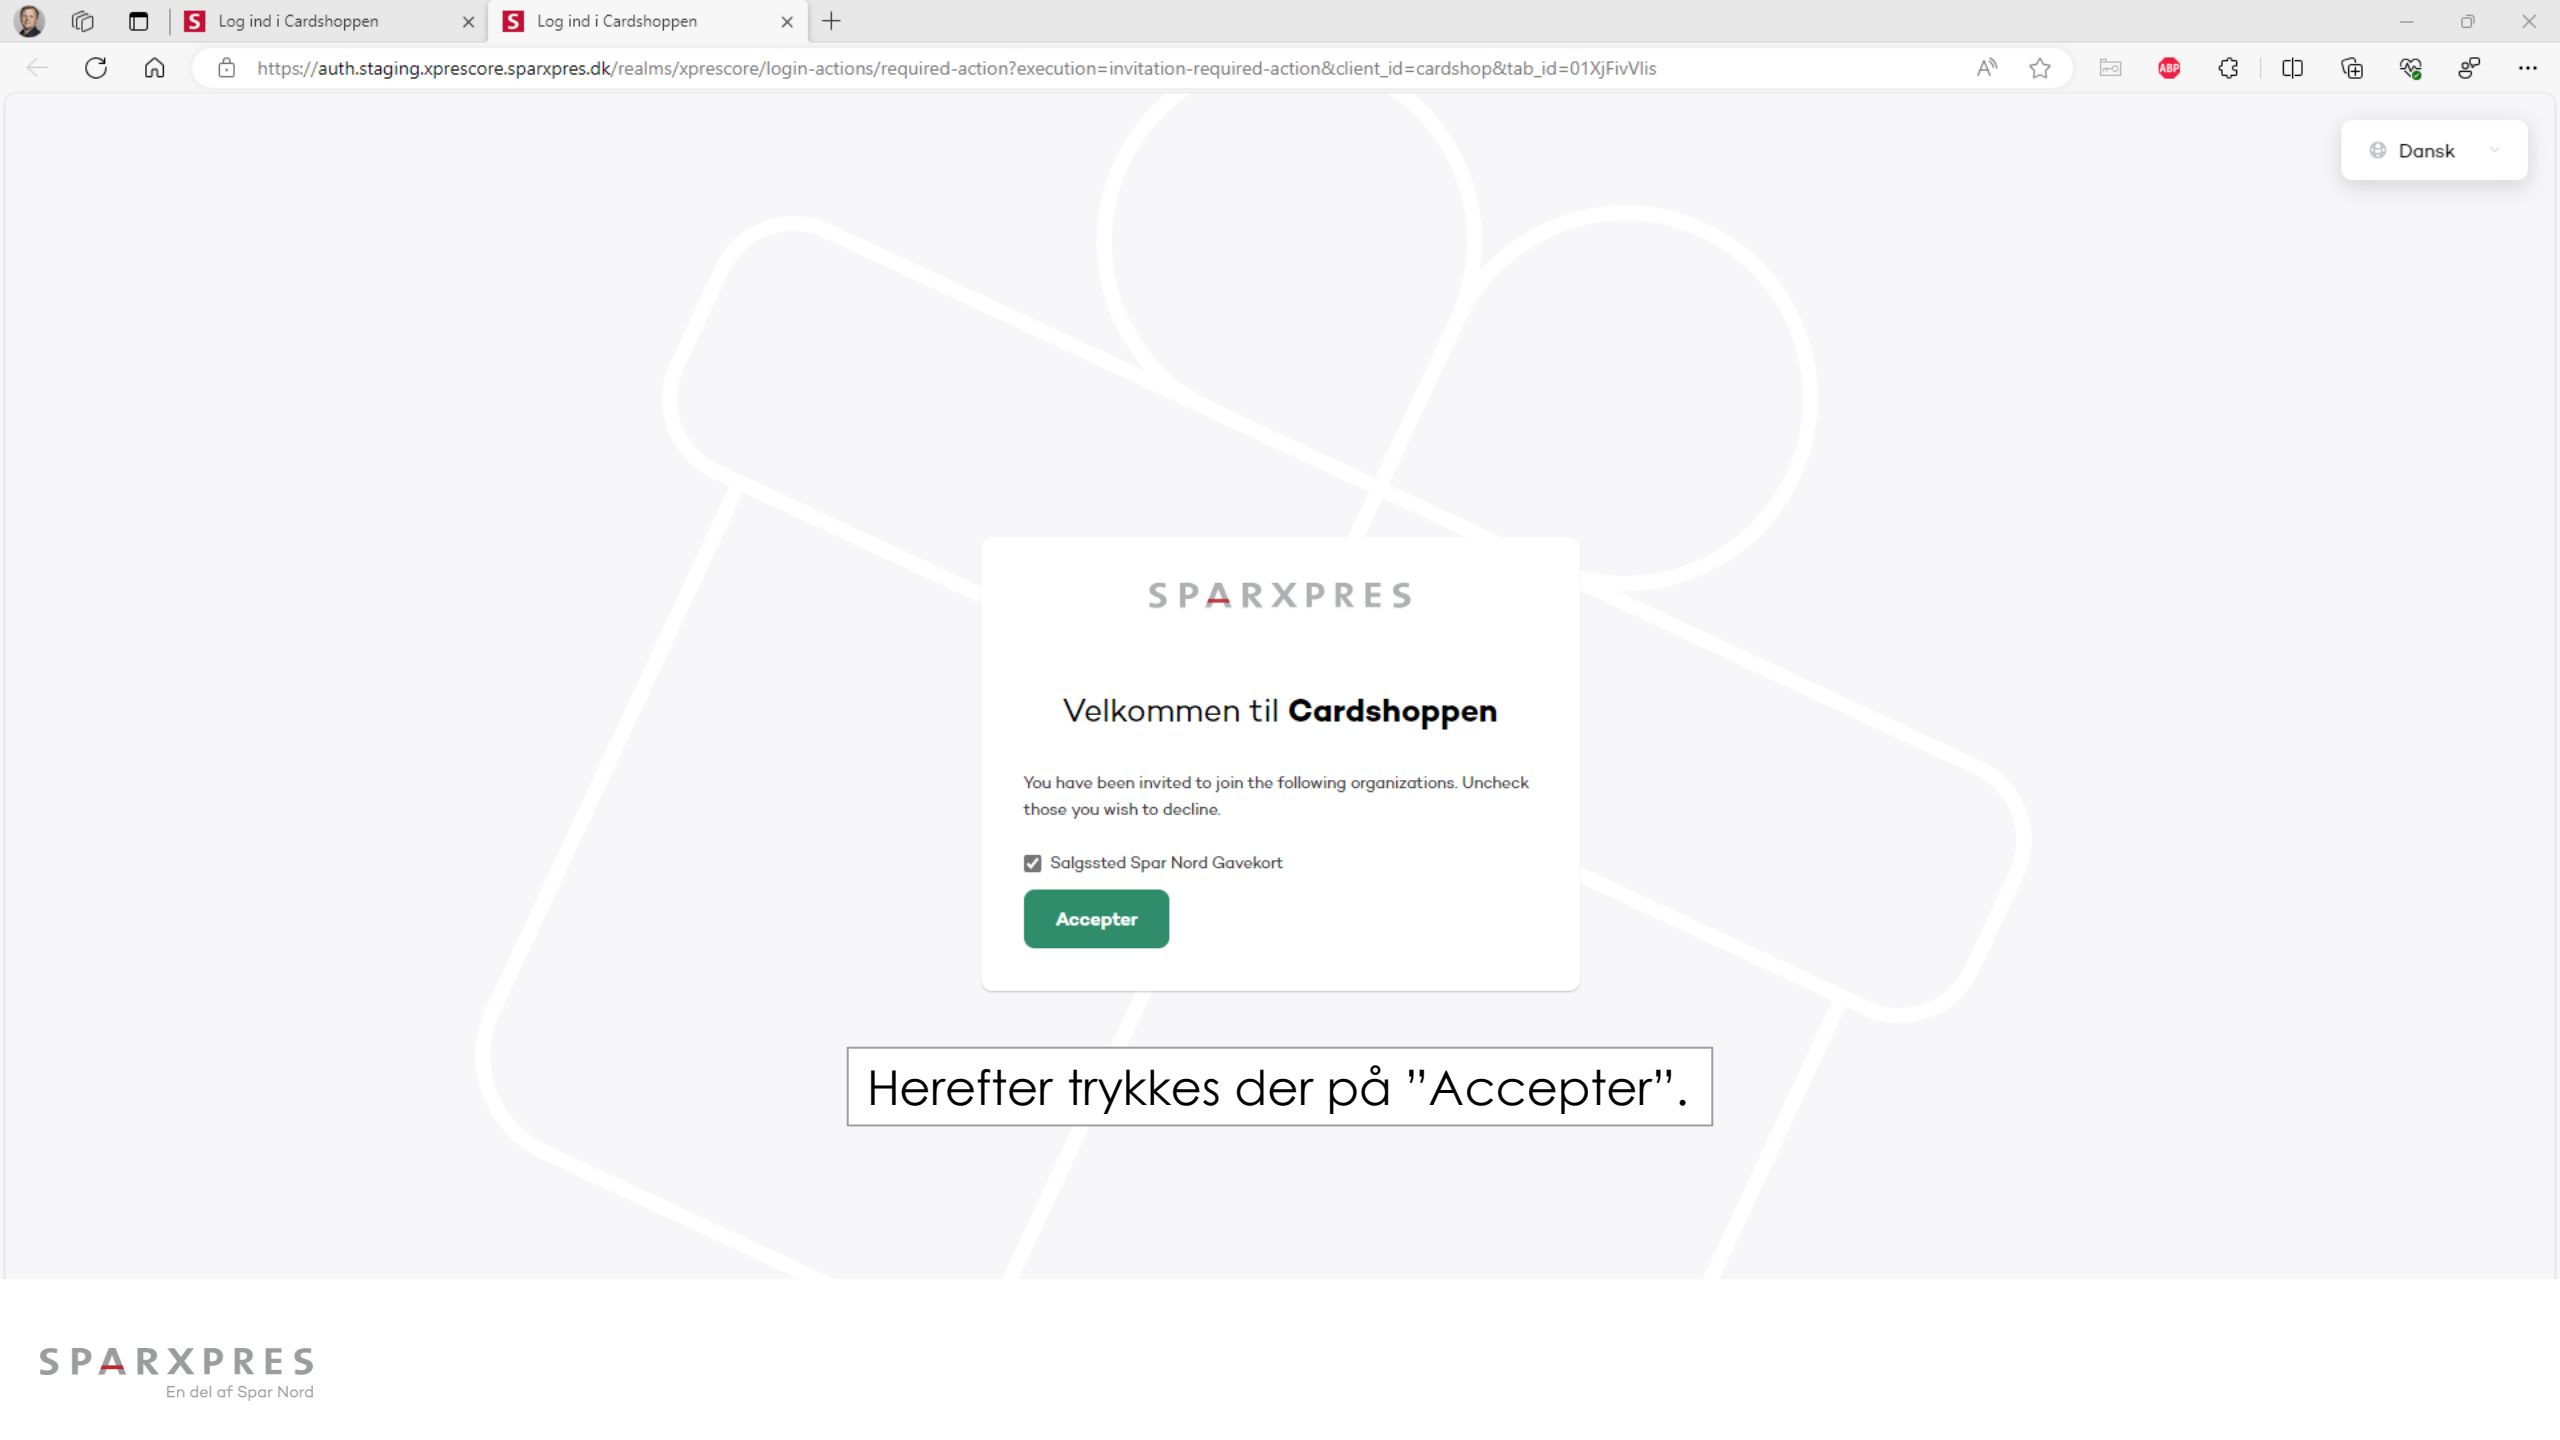 Log ind i Cardshoppen
Log ind i Cardshoppen
https://auth.staging.xprescore.sparxpres.dk/realms/xprescore/login-actions/required-action?execution=invitation-required-action&client_id=cardshop&tab_id=01XjFivVlis
ABP
Dansk
SPARXPRES
Velkommen til Cardshoppen
You have been invited to join the following organizations. Uncheck
those you wish to decline.
Salgssted Spar Nord Gavekort
Accepter
Herefter trykkes der på ”Accepter”.
SPARXPRES
En del af Spar Nord